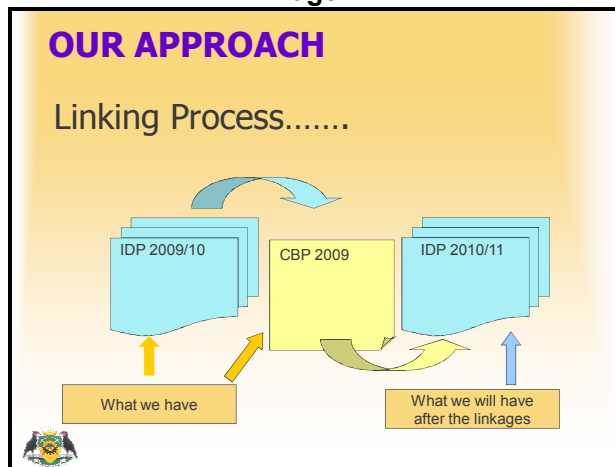 OUR APPROACH
Linking Process…….
IDP 2009/10
CBP 2009
IDP 2010/11
What we have
What we will have
after the linkages